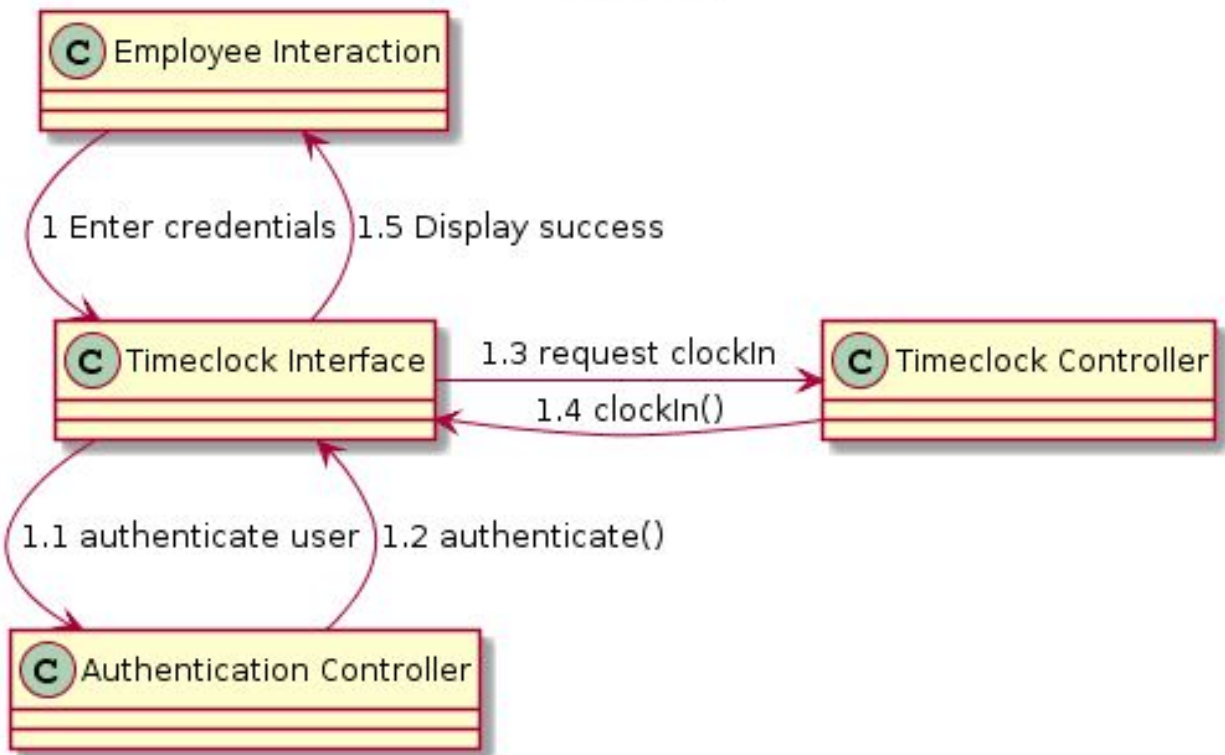 C Employee Interaction
1 Enter credentials
1.5 Display success
C Timeclock Interface
1.3 request clockIn
C Timeclock Controller
1.4 clockIn()
1.1 authenticate user
1.2 authenticate()
C Authentication Controller